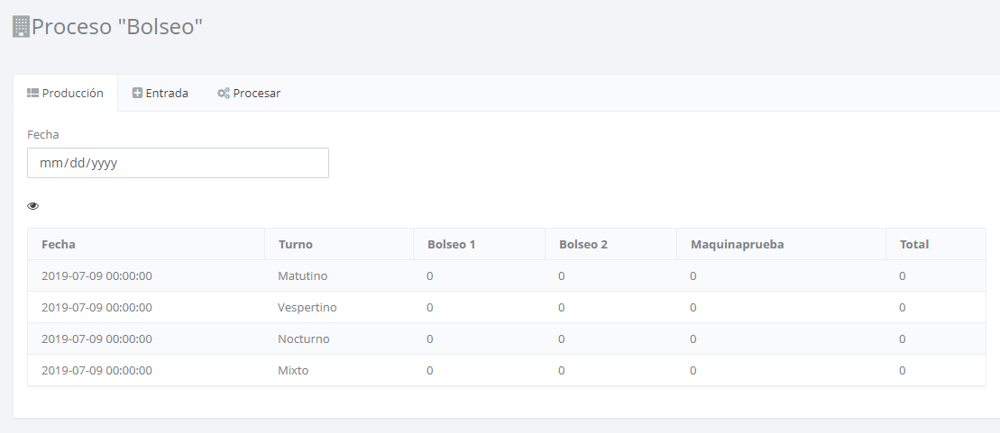 Proceso "Bolseo"
Producción Entrada Procesar
Fecha
mm/dd/yyyy
Fecha Turno Bolseo 1 Bolseo 2 Maquinaprueba Total
2019-07-09 00:00:00 Matutino 0 0 0 0
2019-07-09 00:00:00 Vespertino 0 0 0 0
2019-07-09 00:00:00 Nocturno 0 0 0 0
2019-07-09 00:00:00 Mixto 0 0 0 0